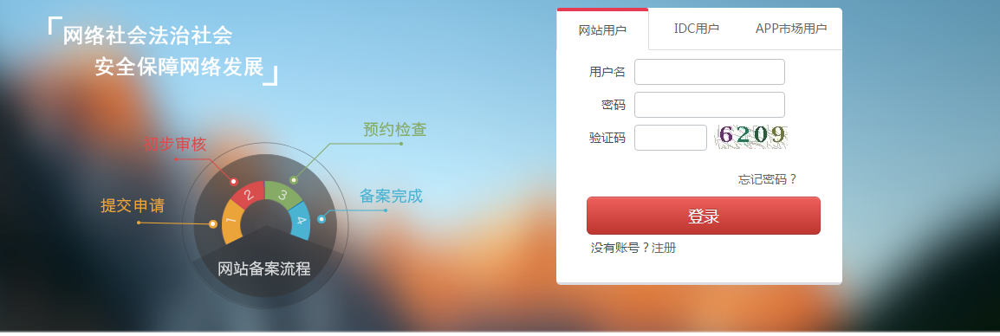 「网络社会法治社会
安全保障网络发展」
初步审核
预约检查
提交申请
备案完成
1
2
3
4
网站备案流程
网站用户 IDC用户 APP市场用户
用户名
密码
验证码 6209
忘记密码？
登录
没有账号？注册